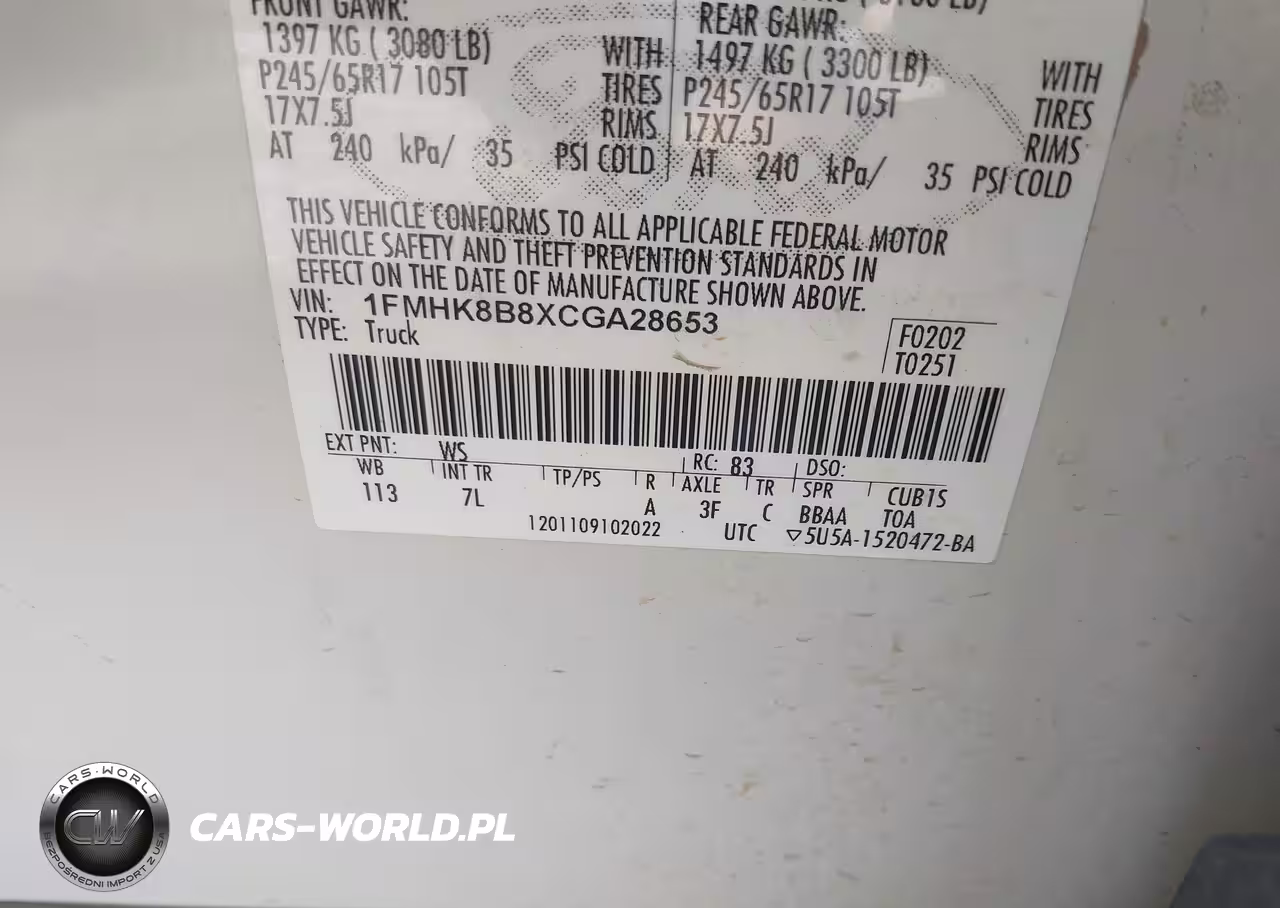 FRONT GAWR:
1397 KG ( 3080 LB) WITH
P245/65R17 105T TIRES
17X7.5J RIMS
AT 240 kPa/ 35 PSI COLD
REAR GAWR:
1497 KG ( 3300 LB) WITH
P245/65R17 105T TIRES
17X7.5J RIMS
AT 240 kPa/ 35 PSI COLD
THIS VEHICLE CONFORMS TO ALL APPLICABLE FEDERAL MOTOR
VEHICLE SAFETY AND THEFT PREVENTION STANDARDS IN
EFFECT ON THE DATE OF MANUFACTURE SHOWN ABOVE.
VIN: 1FMHK8B8XCGA28653
TYPE: Truck
F0202
T0251
EXT PNT: WS RC: 83 DSO:
WB INT TR TP/PS R AXLE TR SPR CUB1S
113 7L A 3F C BBAA TOA
1201109102022 UTC ▽5U5A-1520472-BA
CARS-WORLD
CW
BEZPOŚREDNI IMPORT Z USA
CARS-WORLD.PL